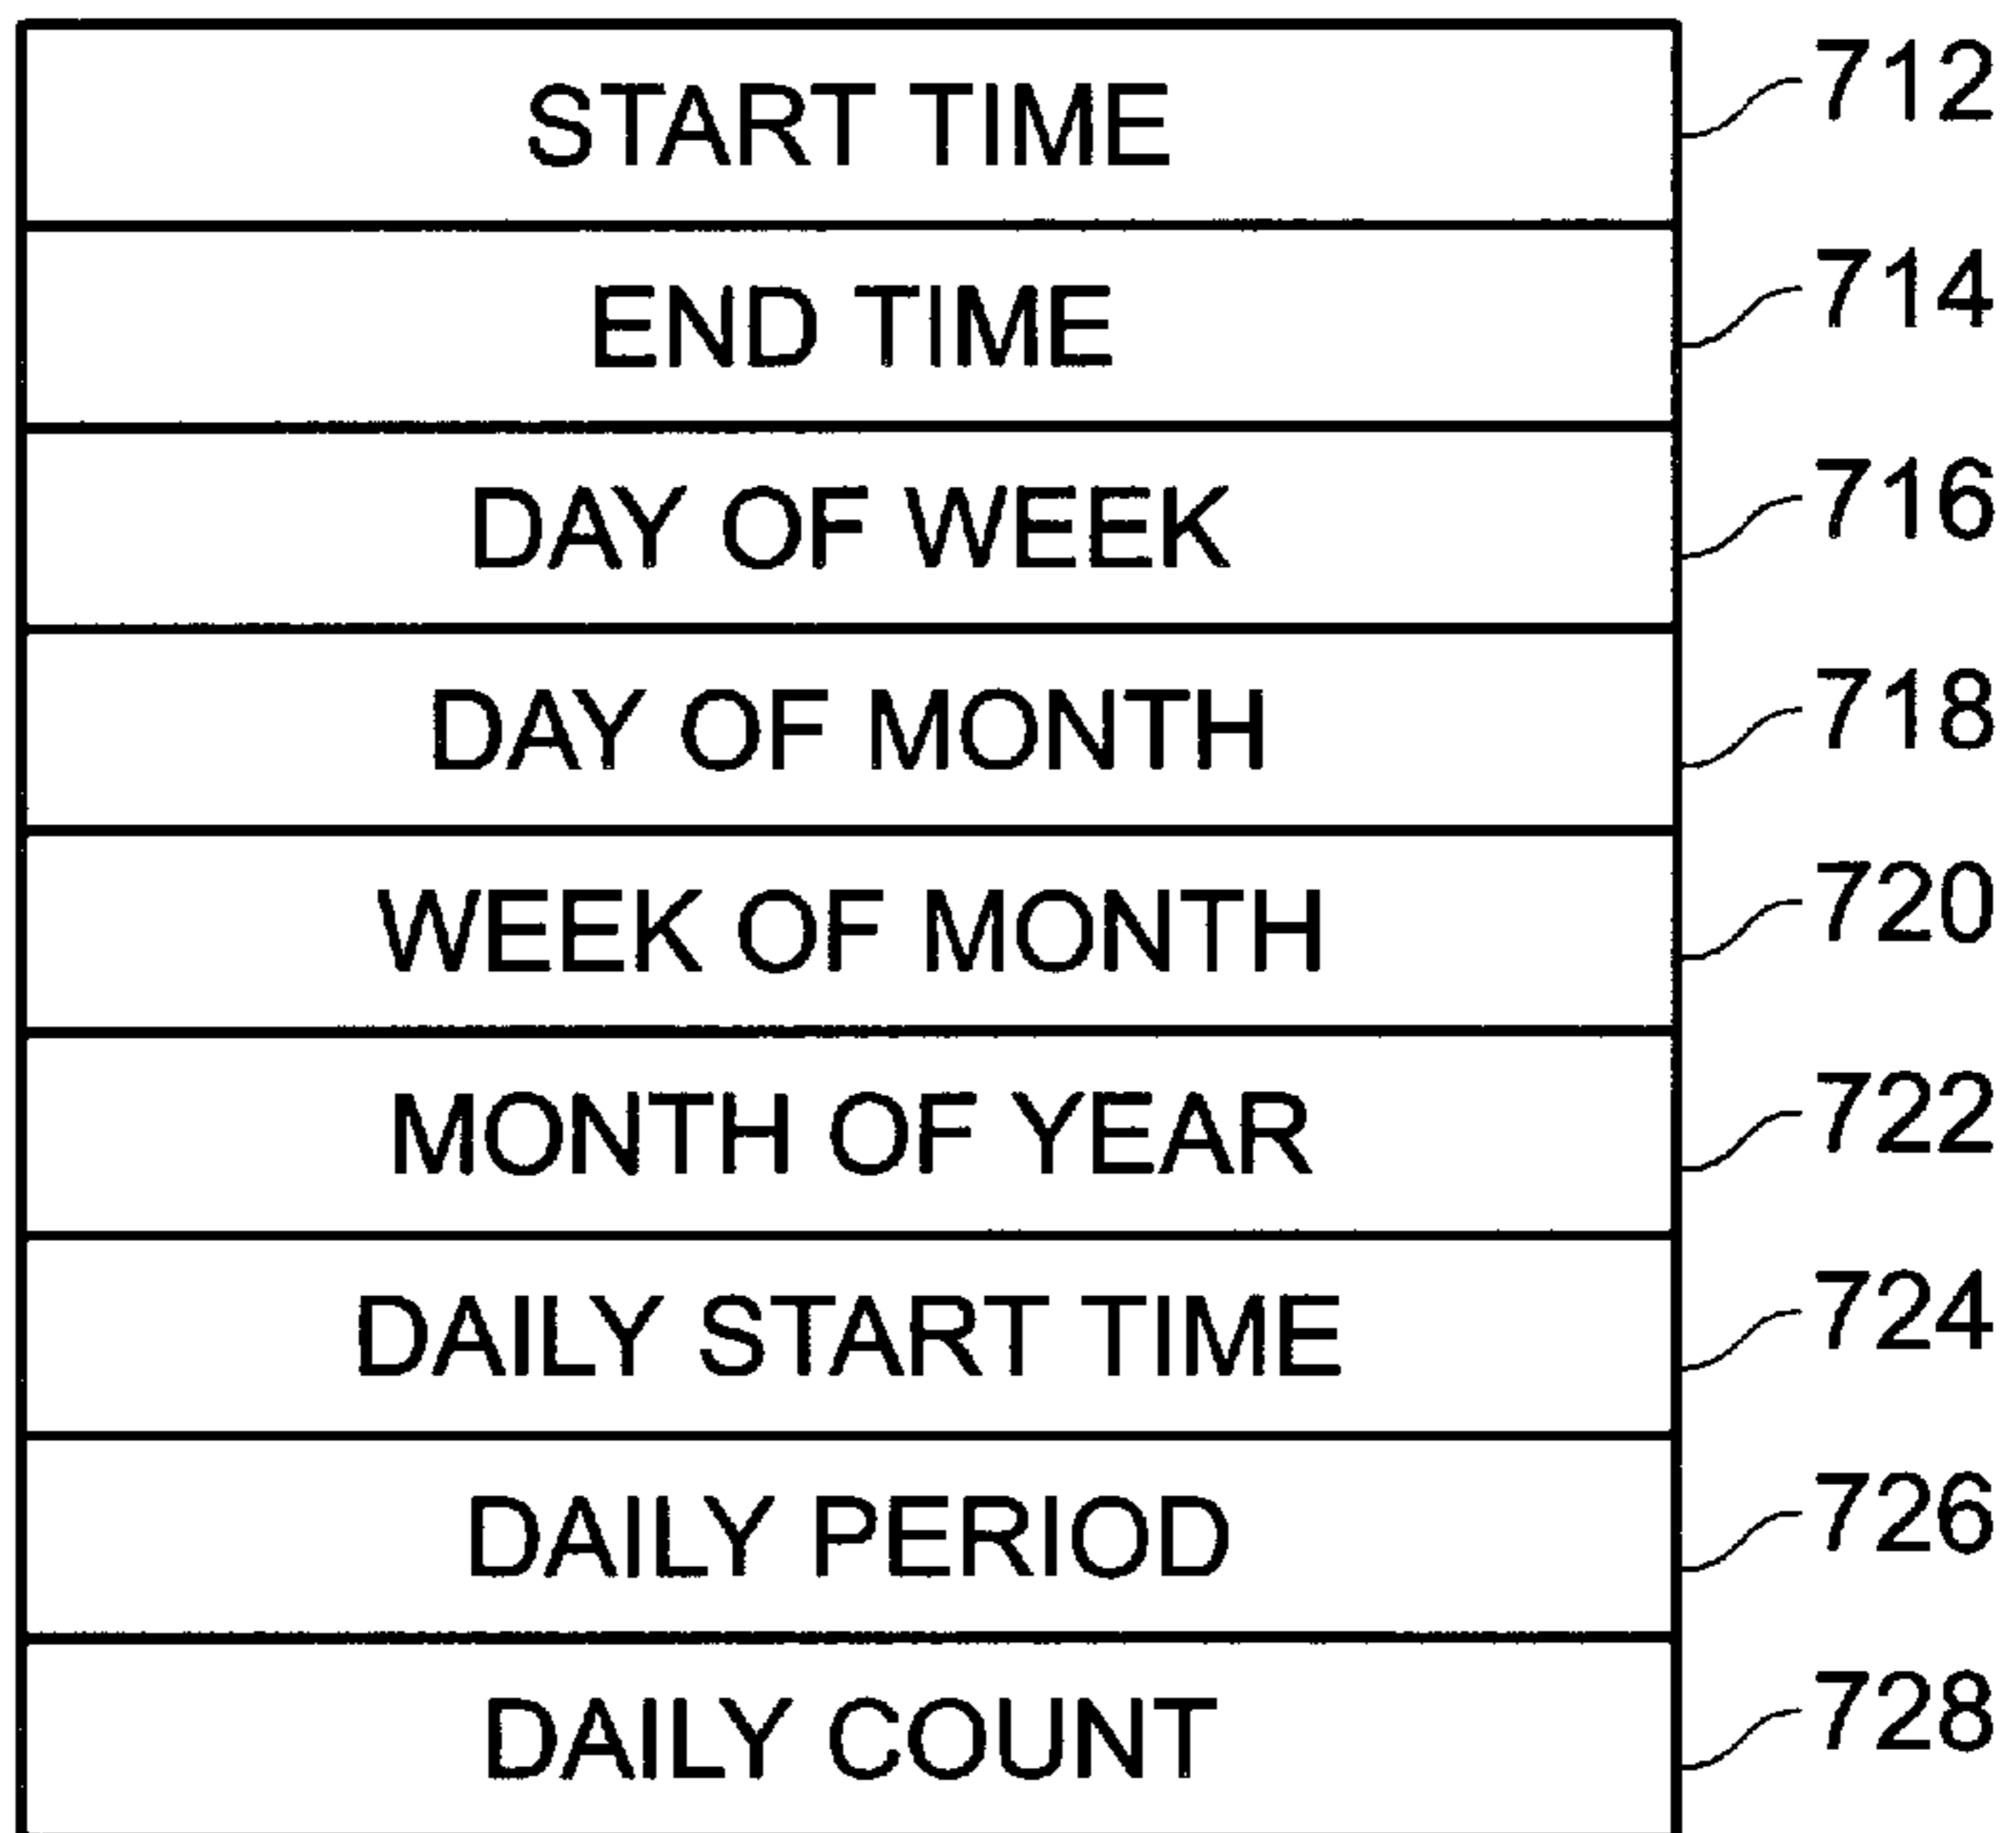 START TIME 712
END TIME 714
DAY OF WEEK 716
DAY OF MONTH 718
WEEK OF MONTH 720
MONTH OF YEAR 722
DAILY START TIME 724
DAILY PERIOD 726
DAILY COUNT 728